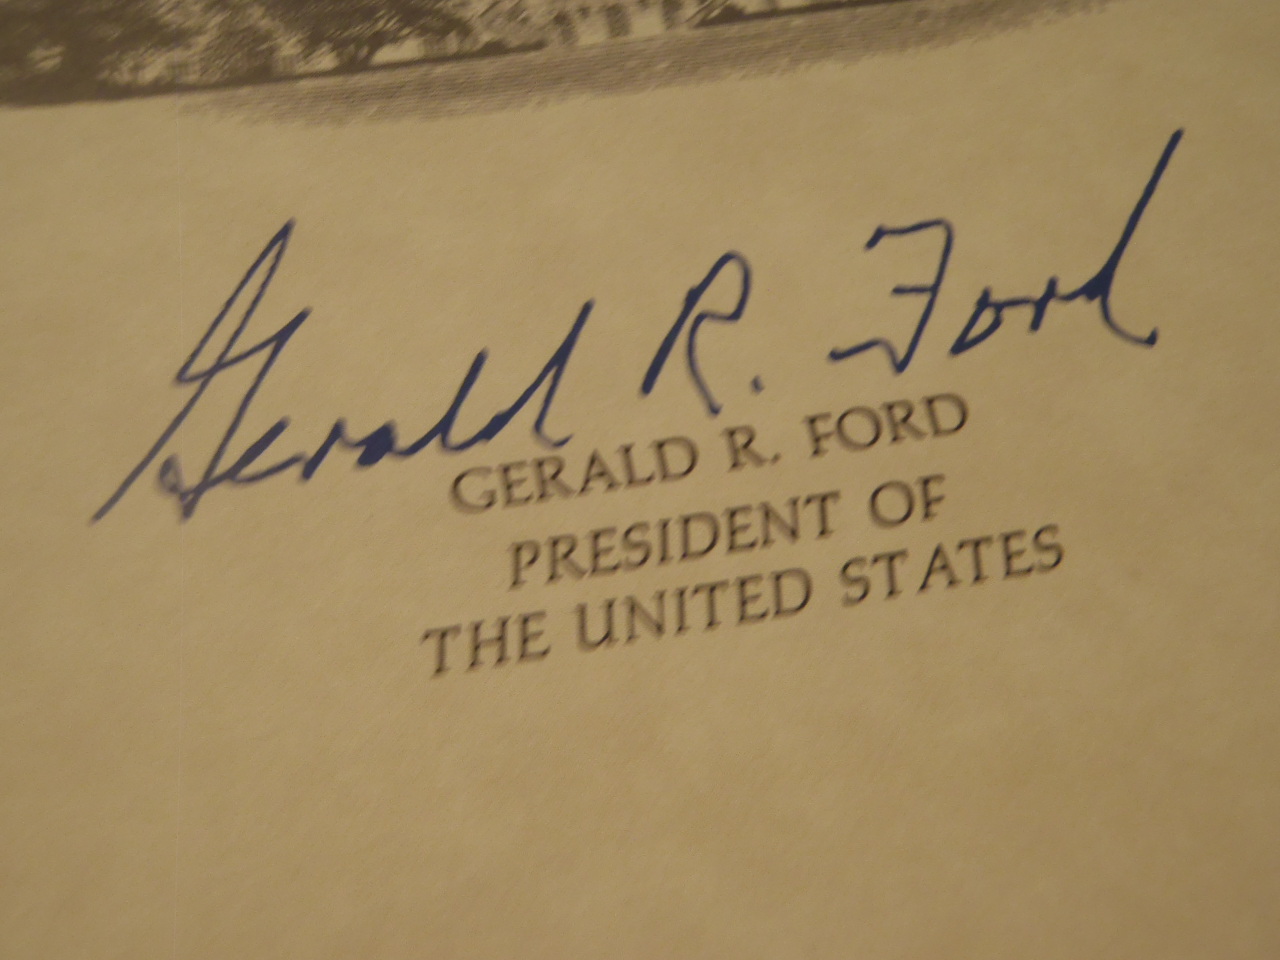 Gerald R. Ford
GERALD R. FORD
PRESIDENT OF
THE UNITED STATES